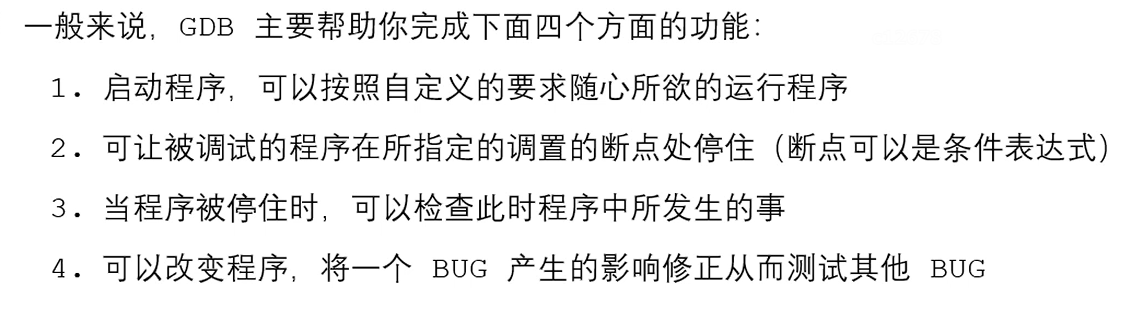 一般来说，GDB 主要帮助你完成下面四个方面的功能：
1. 启动程序，可以按照自定义的要求随心所欲的运行程序
2. 可让被调试的程序在所指定的调置的断点处停住（断点可以是条件表达式）
3. 当程序被停住时，可以检查此时程序中所发生的事
4. 可以改变程序，将一个 BUG 产生的影响修正从而测试其他 BUG